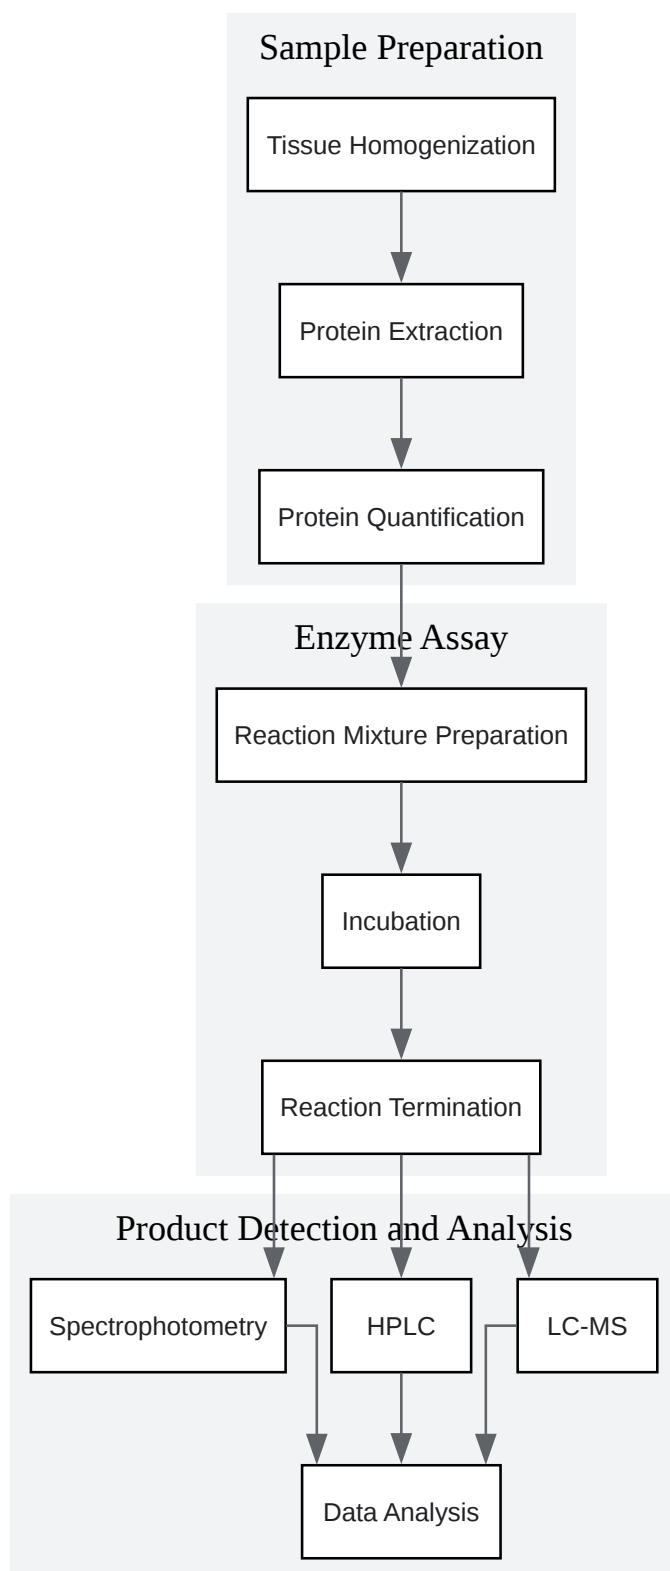 Sample Preparation
Tissue Homogenization
Protein Extraction
Protein Quantification
Enzyme Assay
Reaction Mixture Preparation
Incubation
Reaction Termination
Product Detection and Analysis
Spectrophotometry
HPLC
LC-MS
Data Analysis